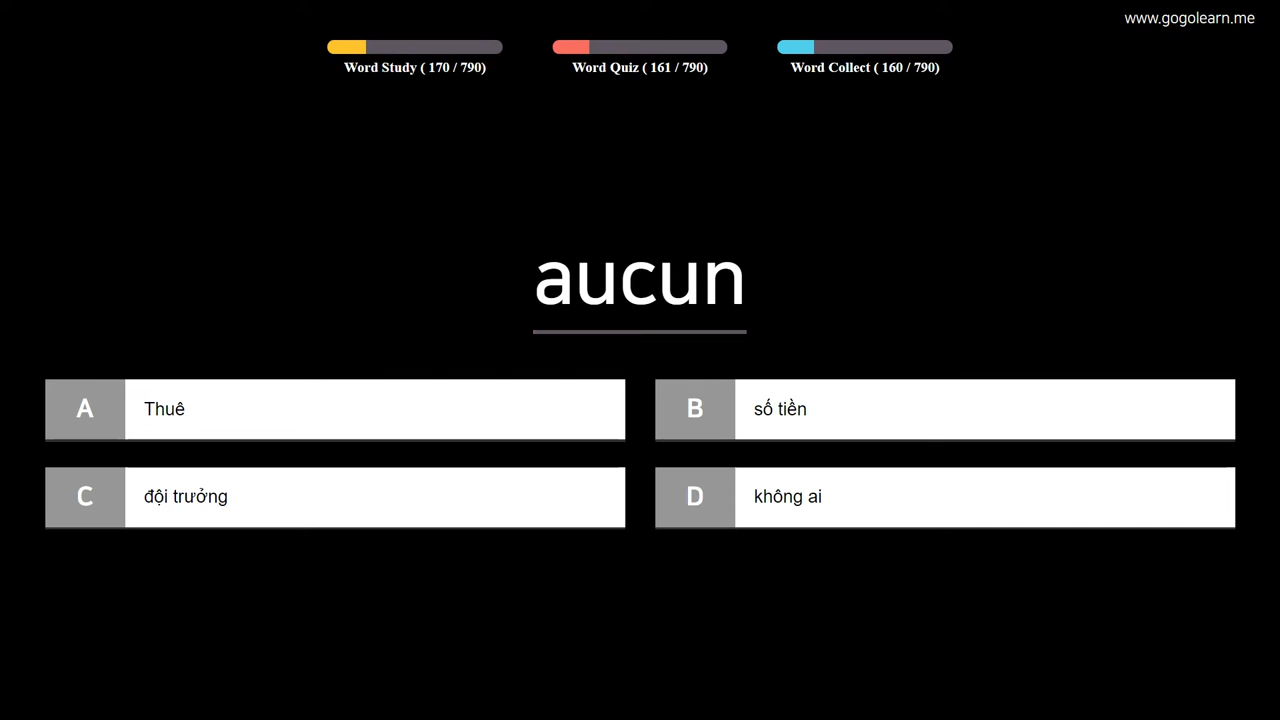 www.gogolearn.me
Word Study ( 170 / 790)
Word Quiz ( 161 / 790)
Word Collect ( 160 / 790)
aucun
A Thuê
B số tiền
C đội trưởng
D không ai